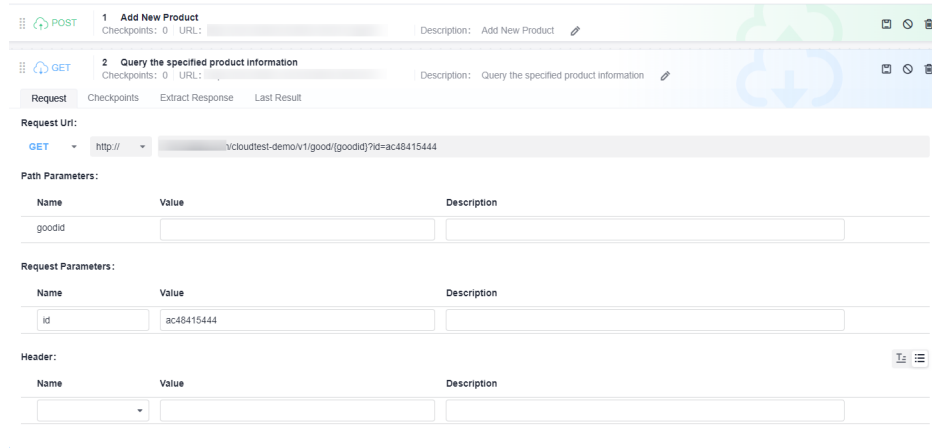 POST 1 Add New Product
Checkpoints: 0 URL: Description: Add New Product
GET 2 Query the specified product information
Checkpoints: 0 URL: Description: Query the specified product information
Request Checkpoints Extract Response Last Result
Request Url:
GET http:// /cloudtest-demo/v1/good/{goodid}?id=ac48415444
Path Parameters:
Name Value Description
goodid
Request Parameters:
Name Value Description
id ac48415444
Header:
Name Value Description